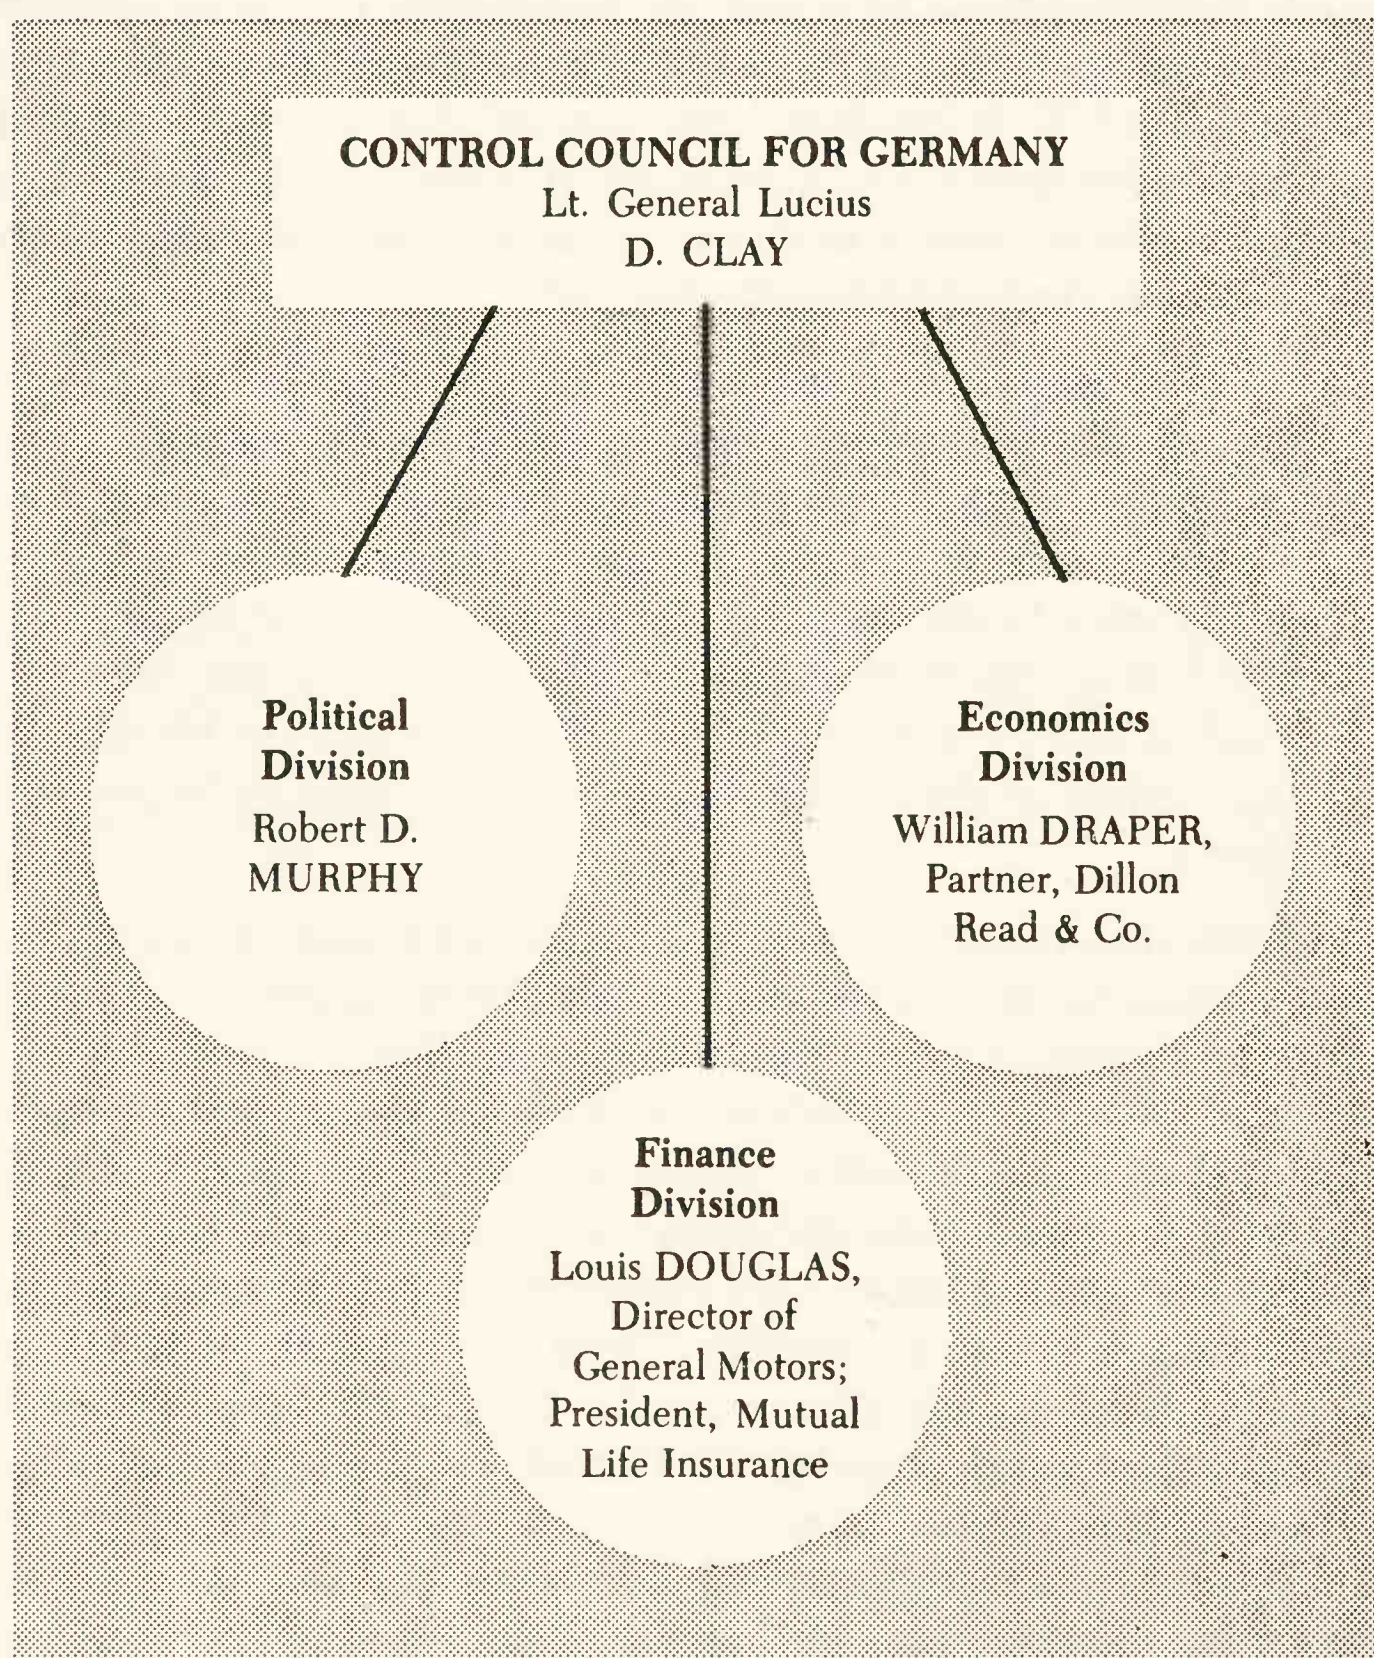 CONTROL COUNCIL FOR GERMANY
Lt. General Lucius
D. CLAY
Political
Division
Robert D.
MURPHY
Economics
Division
William DRAPER,
Partner, Dillon
Read & Co.
Finance
Division
Louis DOUGLAS,
Director of
General Motors;
President, Mutual
Life Insurance